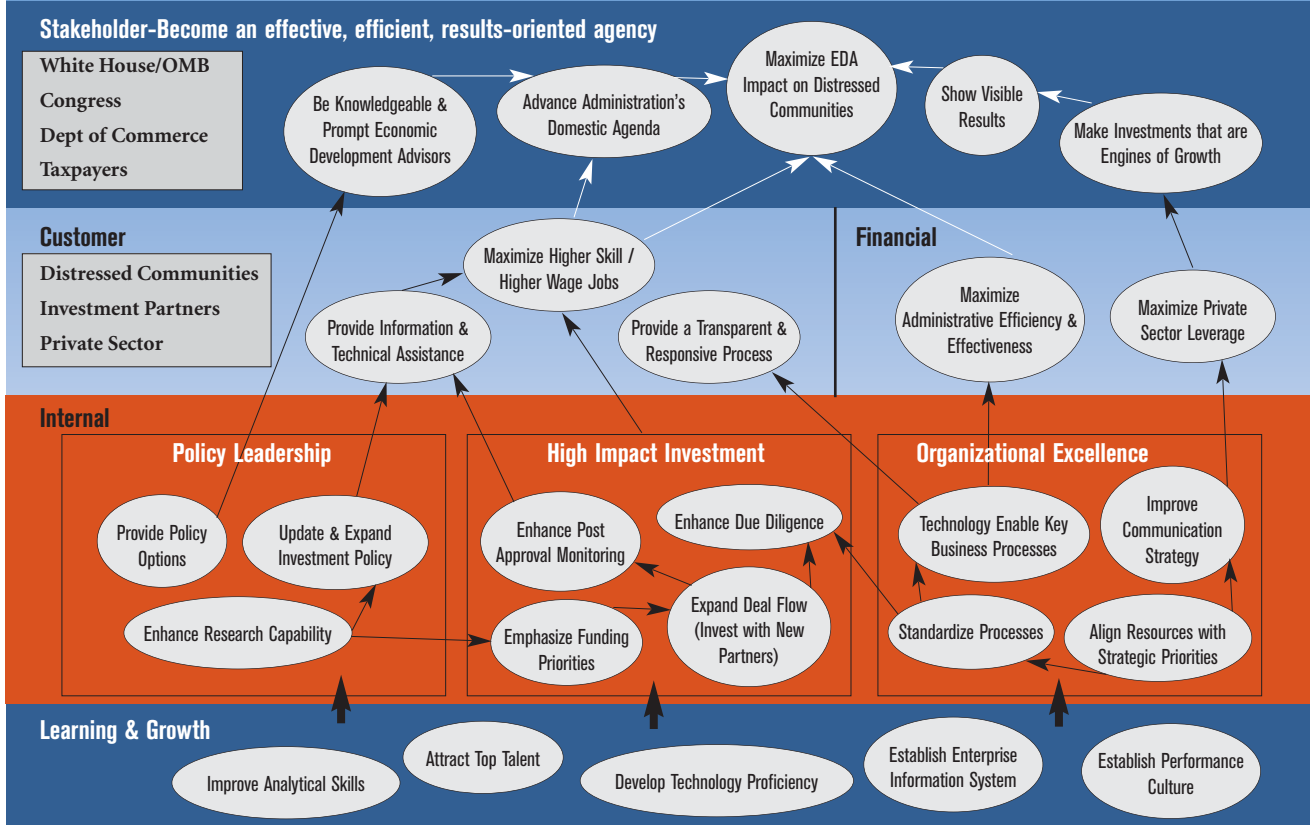 Stakeholder-Become an effective, efficient, results-oriented agency
White House/OMB
Congress
Dept of Commerce
Taxpayers
Be Knowledgeable &
Prompt Economic
Development Advisors
Advance Administration's
Domestic Agenda
Maximize EDA
Impact on Distressed
Communities
Show Visible
Results
Make Investments that are
Engines of Growth
Customer
Distressed Communities
Investment Partners
Private Sector
Maximize Higher Skill /
Higher Wage Jobs
Provide Information &
Technical Assistance
Provide a Transparent &
Responsive Process
Financial
Maximize
Administrative Efficiency &
Effectiveness
Maximize Private
Sector Leverage
Internal
Policy Leadership
Provide Policy
Options
Update & Expand
Investment Policy
Enhance Research Capability
High Impact Investment
Enhance Post
Approval Monitoring
Enhance Due Diligence
Emphasize Funding
Priorities
Expand Deal Flow
(Invest with New
Partners)
Organizational Excellence
Technology Enable Key
Business Processes
Improve
Communication
Strategy
Standardize Processes
Align Resources with
Strategic Priorities
Learning & Growth
Improve Analytical Skills
Attract Top Talent
Develop Technology Proficiency
Establish Enterprise
Information System
Establish Performance
Culture